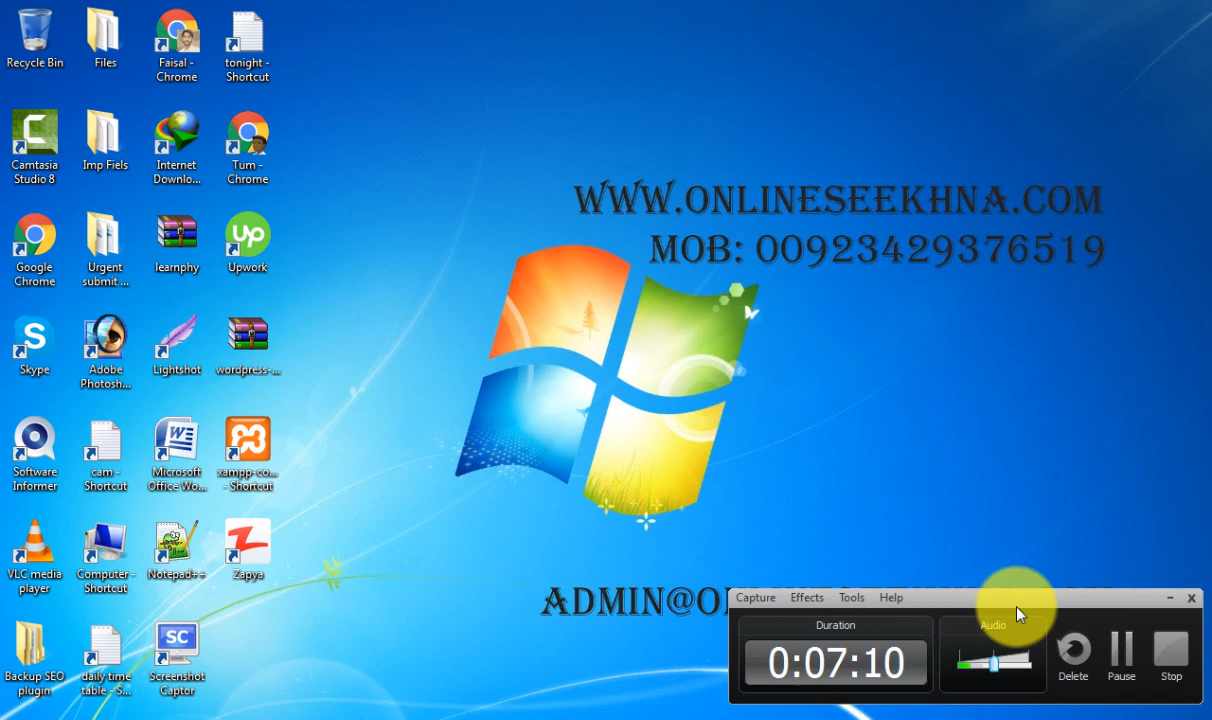 Recycle Bin
Files
Faisal -
Chrome
tonight -
Shortcut
Camtasia
Studio 8
Imp Fiels
Internet
Downlo...
Tum -
Chrome
Google
Chrome
Urgent
submit ...
learnphy
Up
Upwork
Skype
Adobe
Photosh...
Lightshot
wordpress-...
Software
Informer
cam -
Shortcut
Microsoft
Office Wo...
xampp-co...
- Shortcut
VLC media
player
Computer -
Shortcut
Notepad++
Zapya
Backup SEO
plugin
daily time
table - S...
SC
Screenshot
Captor
WWW.ONLINESEEKHNA.COM
MOB: 00923429376519
ADMIN@O
Capture Effects Tools Help
Duration
Audio
0:07:10
Delete
Pause
Stop